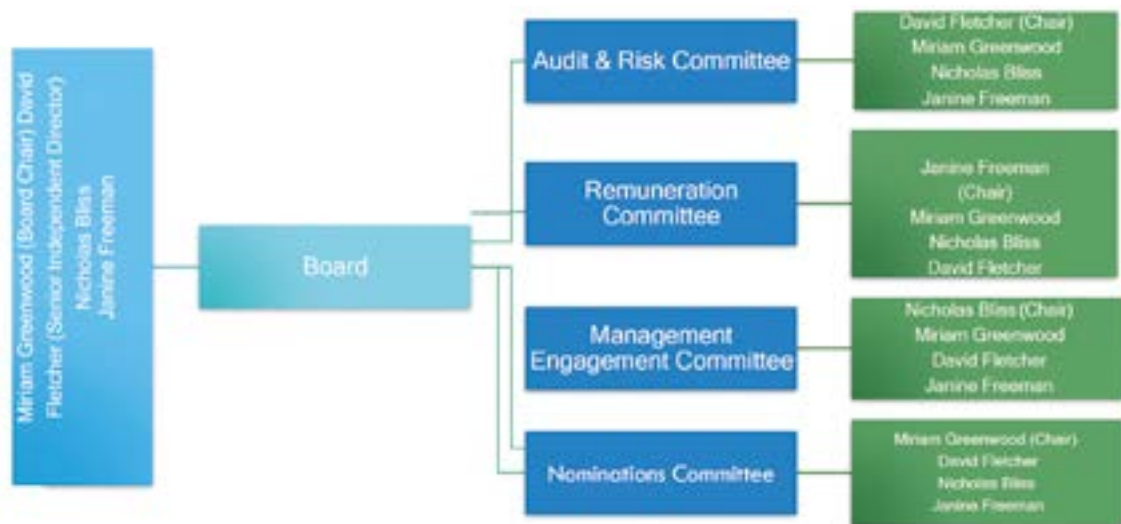 Miriam Greenwood (Board Chair) David
Fletcher (Senior Independent Director)
Nicholas Bliss
Janine Freeman
Board
Audit & Risk Committee
David Fletcher (Chair)
Miriam Greenwood
Nicholas Bliss
Janine Freeman
Remuneration
Committee
Janine Freeman
(Chair)
Miriam Greenwood
Nicholas Bliss
David Fletcher
Management
Engagement Committee
Nicholas Bliss (Chair)
Miriam Greenwood
David Fletcher
Janine Freeman
Nominations Committee
Miriam Greenwood (Chair)
David Fletcher
Nicholas Bliss
Janine Freeman